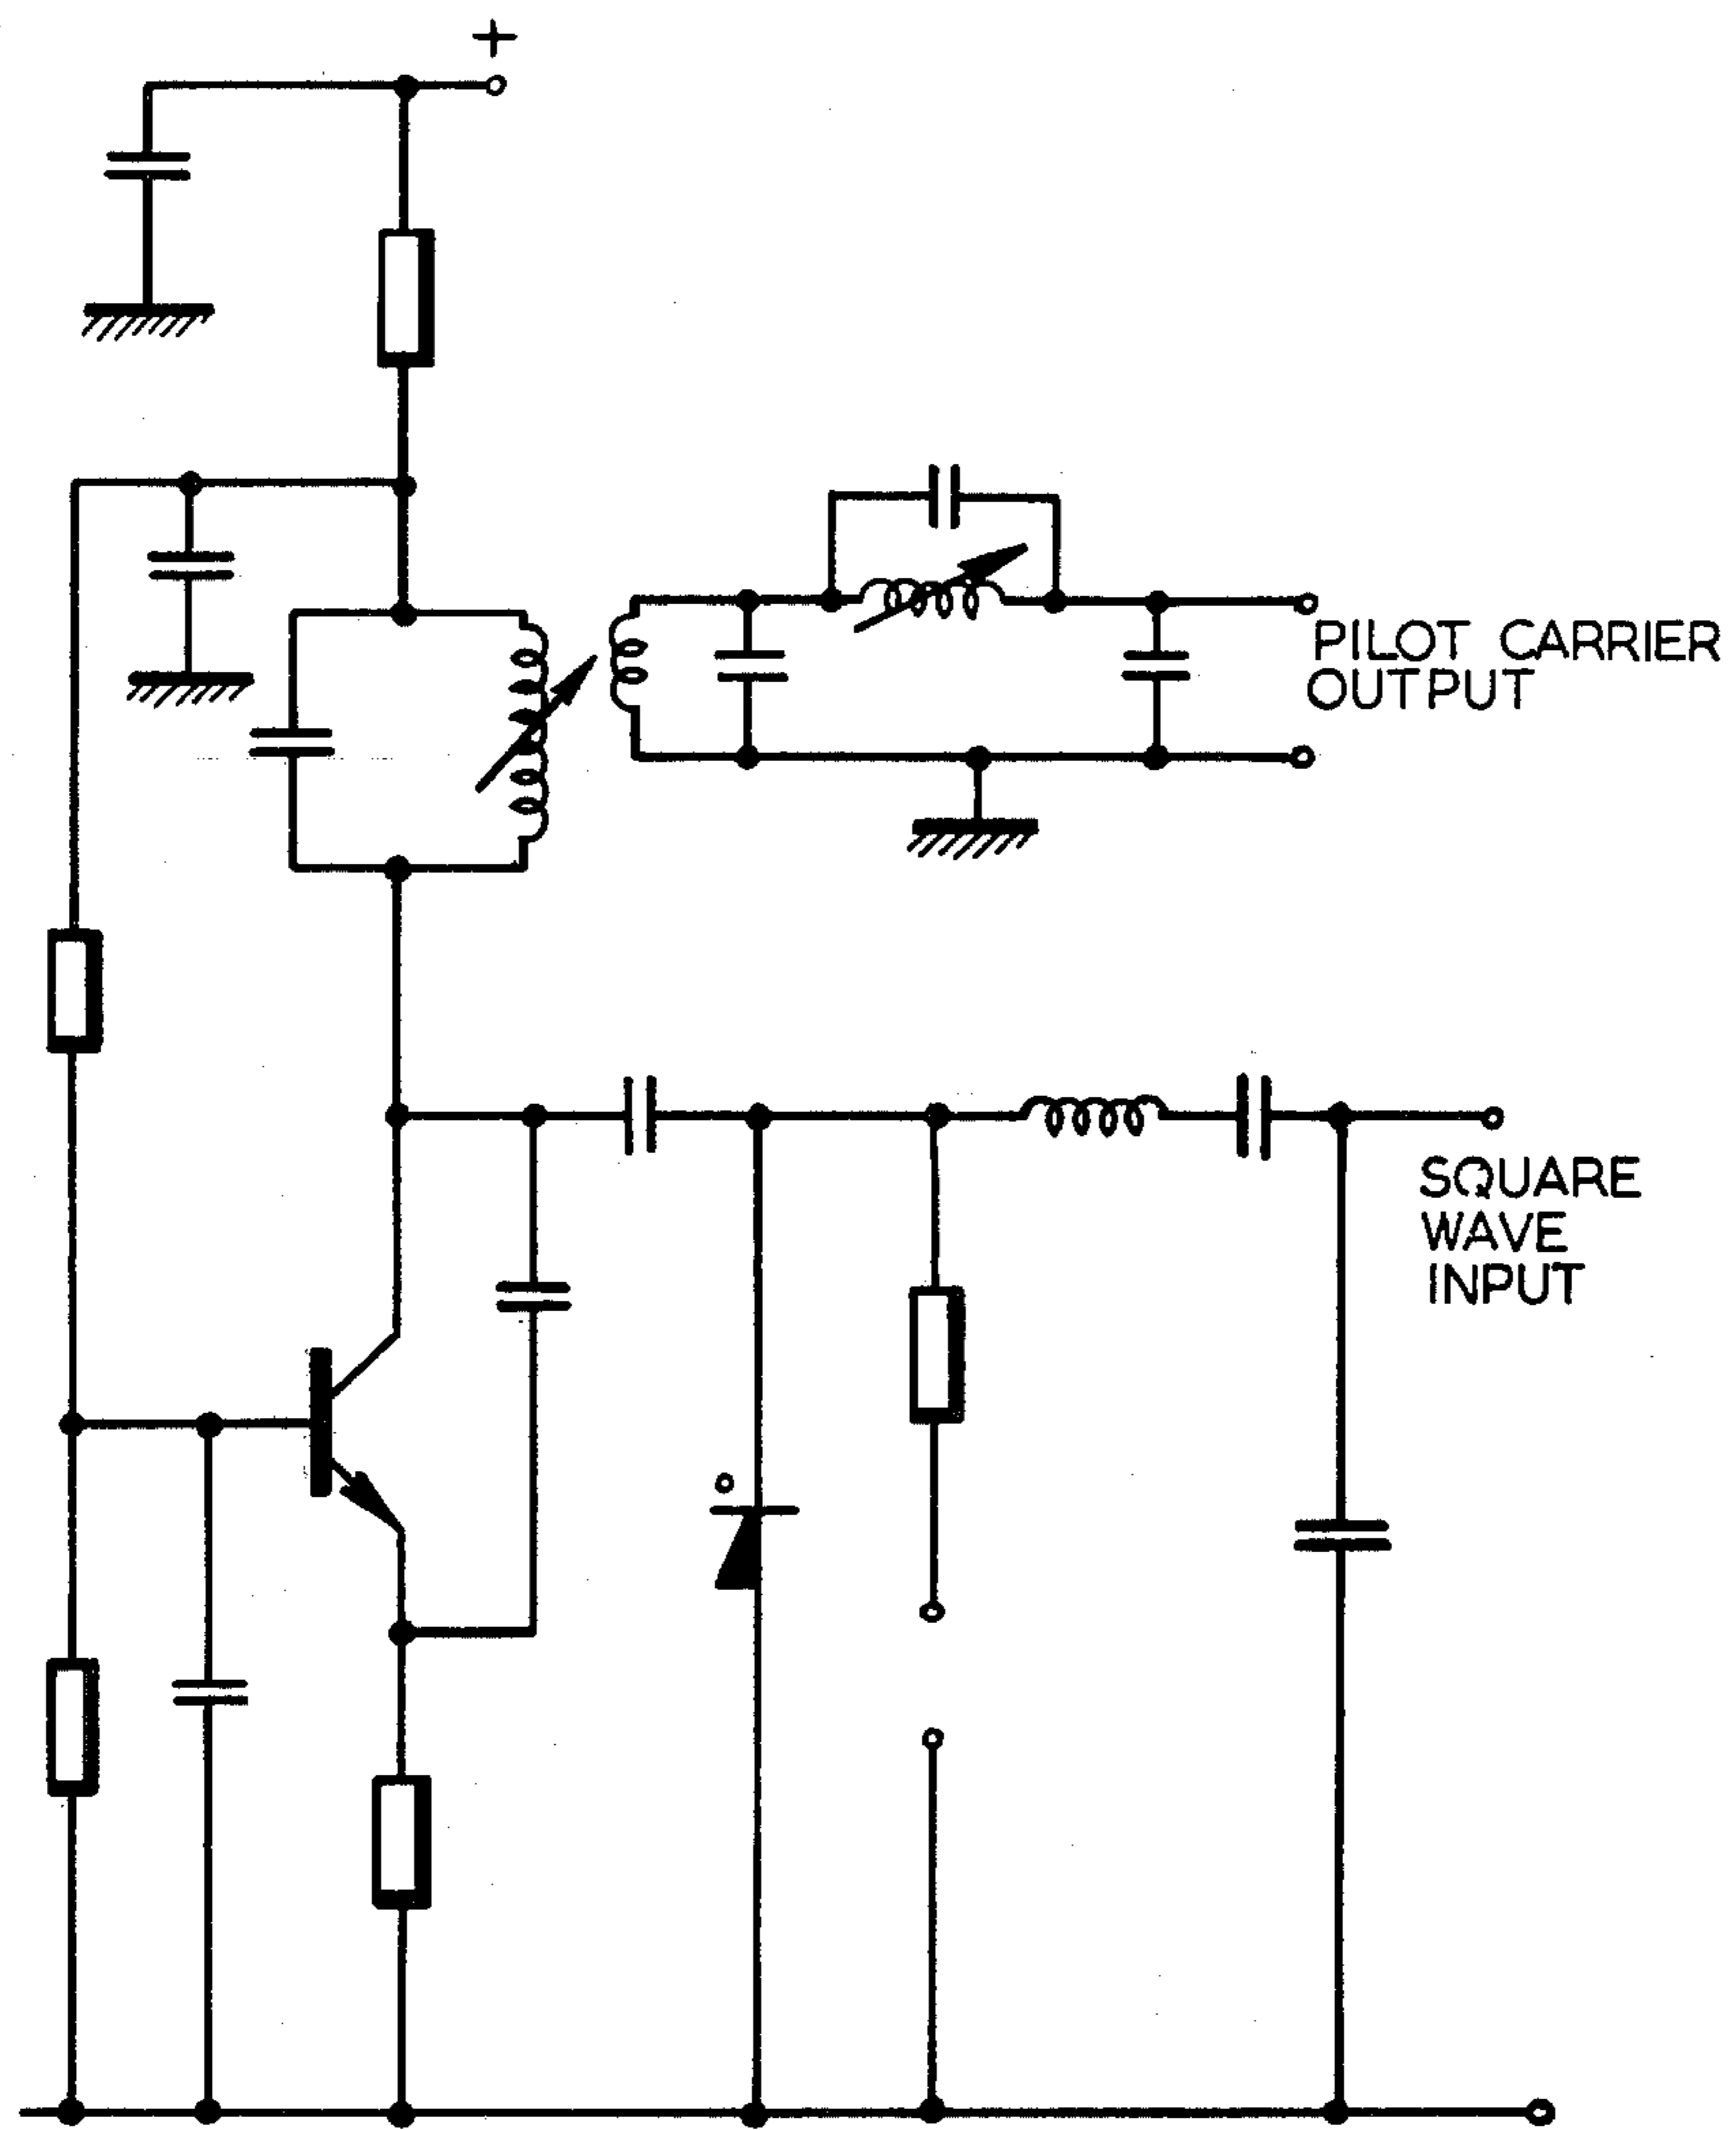 +
PILOT CARRIER
OUTPUT
SQUARE
WAVE
INPUT